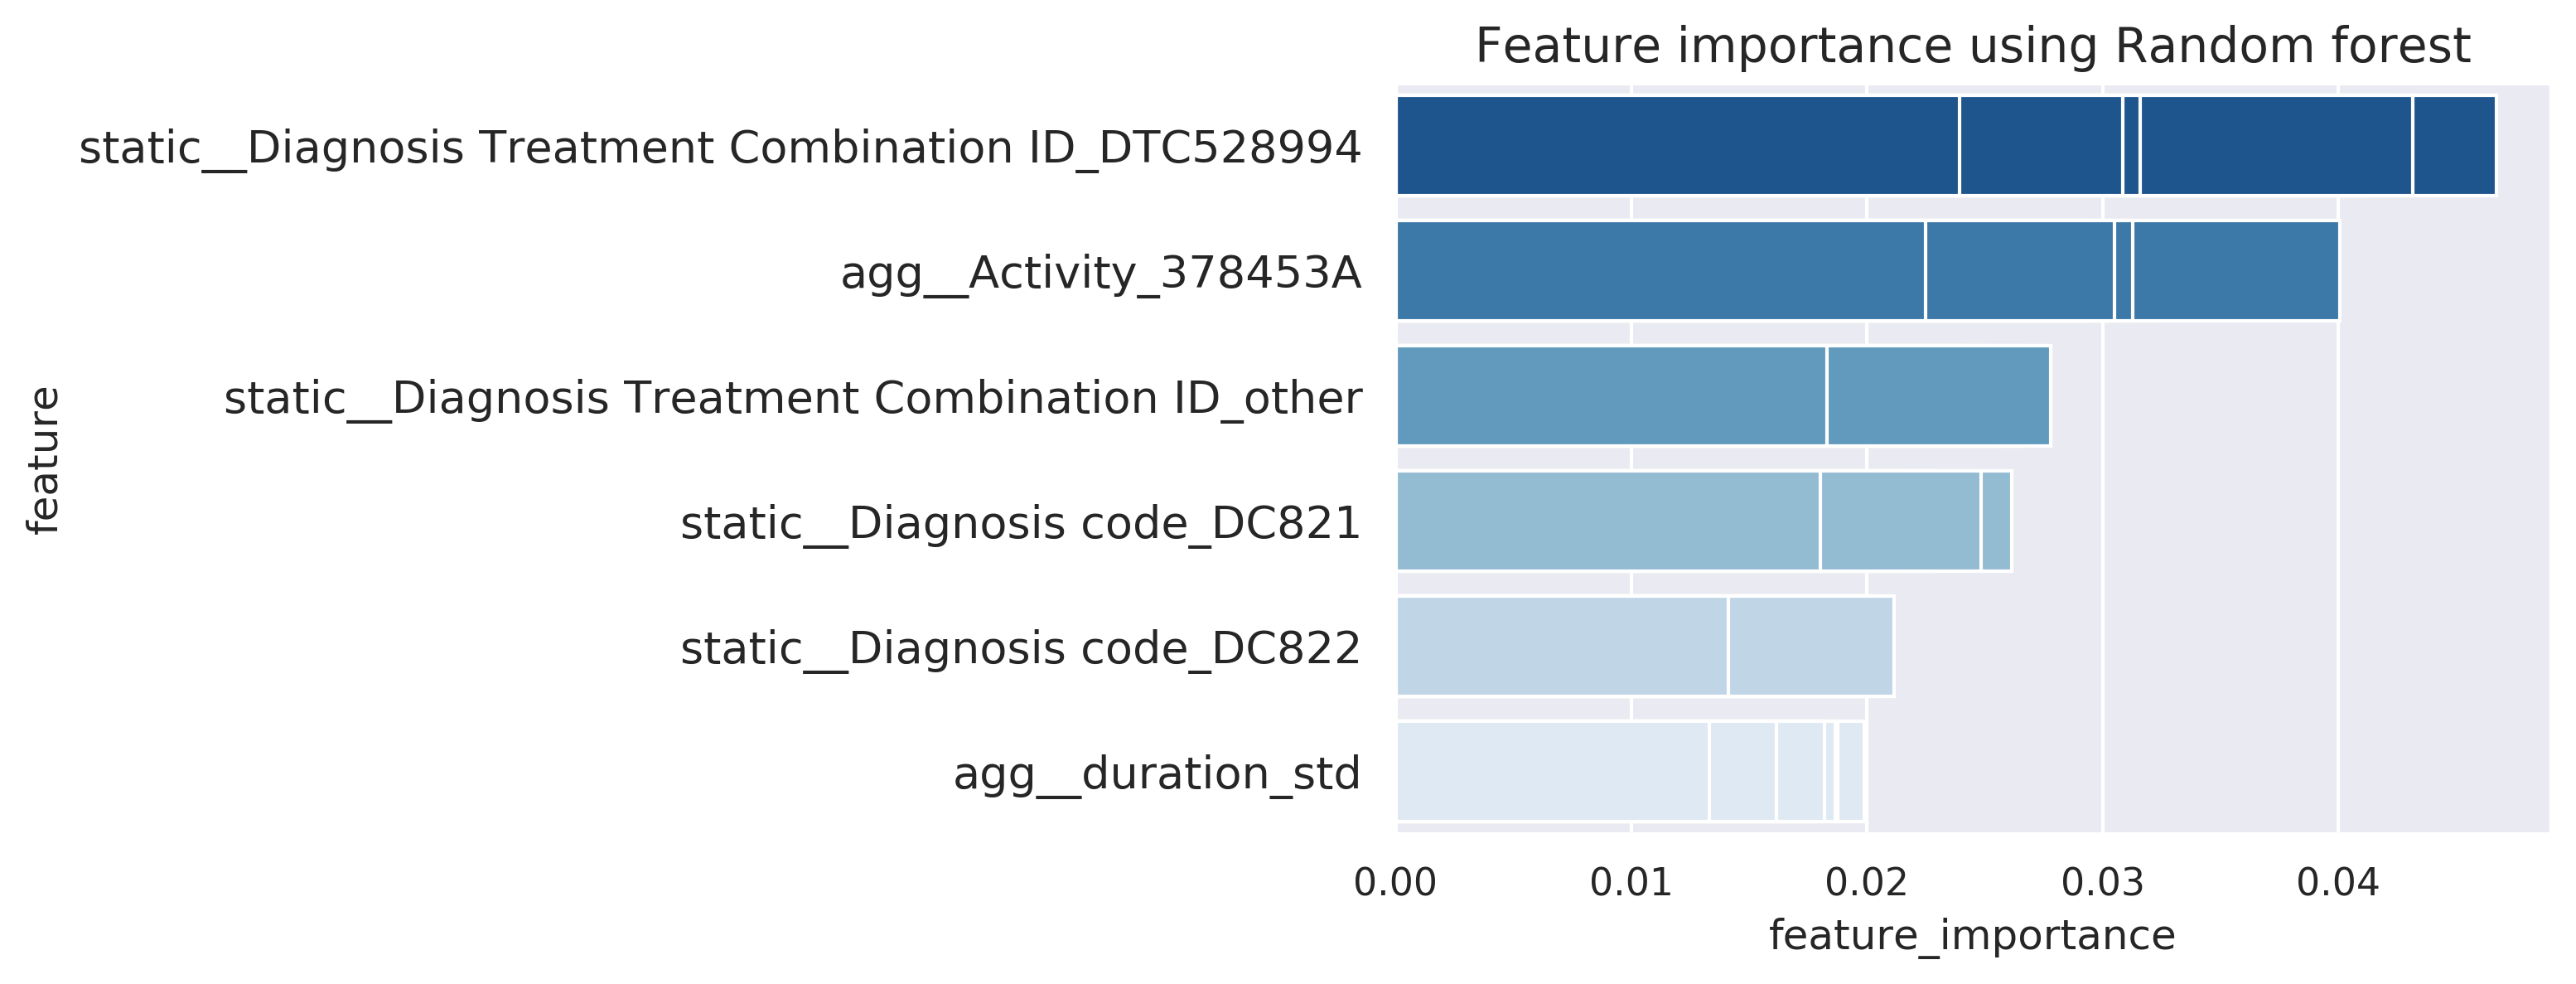 Feature importance using Random forest
static__Diagnosis Treatment Combination ID_DTC528994
agg__Activity_378453A
static__Diagnosis Treatment Combination ID_other
static__Diagnosis code_DC821
static__Diagnosis code_DC822
agg__duration_std
feature
0.00 0.01 0.02 0.03 0.04
feature_importance